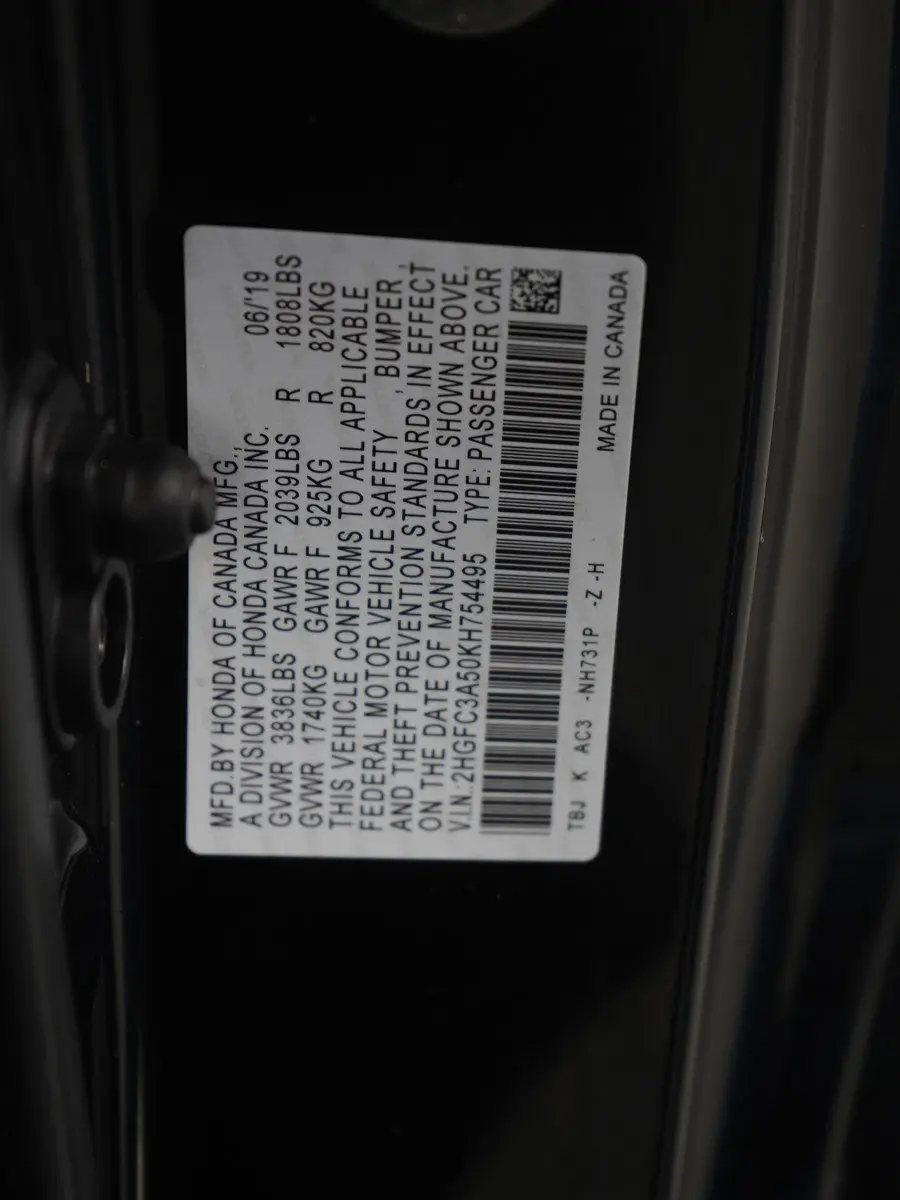 MFD.BY HONDA OF CANADA MFG.,
A DIVISION OF HONDA CANADA INC. 06/'19
GVWR 3836LBS GAWR F 2039LBS R 1808LBS
GVWR 1740KG GAWR F 925KG R 820KG
THIS VEHICLE CONFORMS TO ALL APPLICABLE
FEDERAL MOTOR VEHICLE SAFETY , BUMPER ,
AND THEFT PREVENTION STANDARDS IN EFFECT
ON THE DATE OF MANUFACTURE SHOWN ABOVE.
V.I.N.:2HGFC3A50KH754495 TYPE: PASSENGER CAR
TBJ K AC3 -NH731P -Z -H
MADE IN CANADA